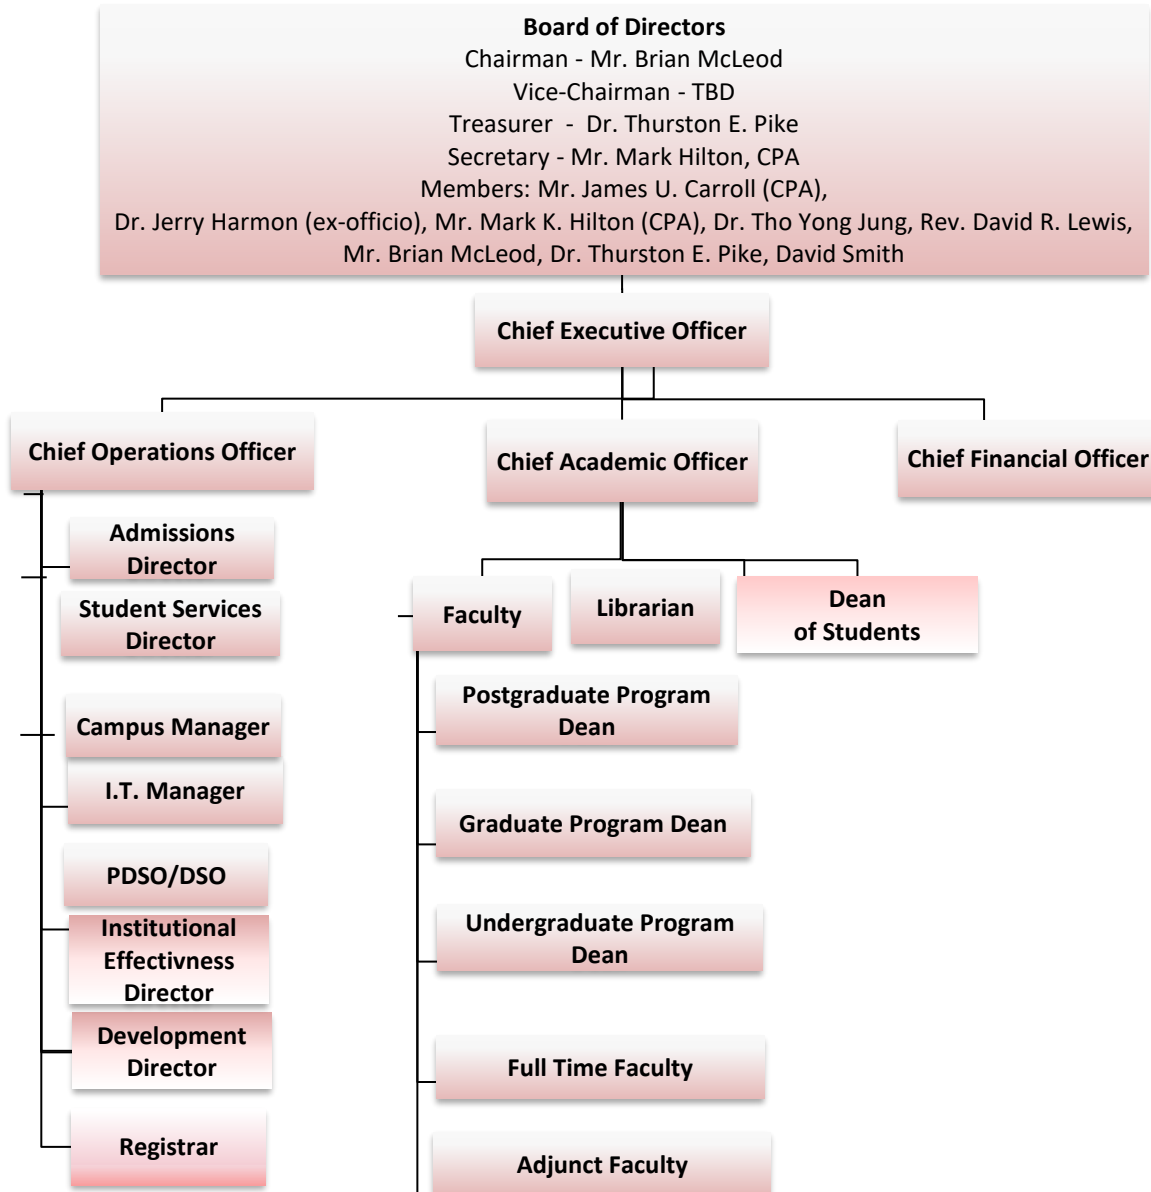 Board of Directors
Chairman - Mr. Brian McLeod
Vice-Chairman - TBD
Treasurer - Dr. Thurston E. Pike
Secretary - Mr. Mark Hilton, CPA
Members: Mr. James U. Carroll (CPA),
Dr. Jerry Harmon (ex-officio), Mr. Mark K. Hilton (CPA), Dr. Tho Yong Jung, Rev. David R. Lewis,
Mr. Brian McLeod, Dr. Thurston E. Pike, David Smith
Chief Executive Officer
Chief Operations Officer
Chief Academic Officer
Chief Financial Officer
Admissions
Director
Student Services
Director
Campus Manager
I.T. Manager
PDSO/DSO
Institutional
Effectivness
Director
Development
Director
Registrar
Faculty
Librarian
Dean
of Students
Postgraduate Program
Dean
Graduate Program Dean
Undergraduate Program
Dean
Full Time Faculty
Adjunct Faculty